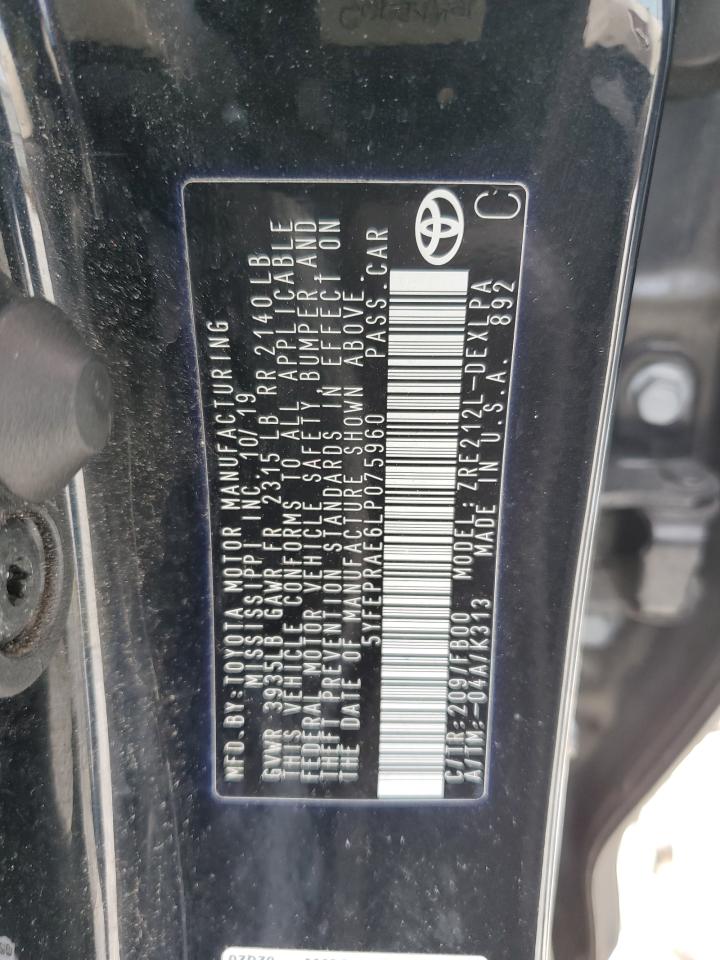 MFD.BY:TOYOTA MOTOR MANUFACTURING
MISSISSIPPI INC. 10/19
GVWR 3935LB GAWR FR 2315 LB RR 2140 LB
THIS VEHICLE CONFORMS TO ALL APPLICABLE
FEDERAL MOTOR VEHICLE SAFETY, BUMPER, AND
THEFT PREVENTION STANDARDS IN EFFECT ON
THE DATE OF MANUFACTURE SHOWN ABOVE.
5YFEPRAE6LP075960 PASS.CAR
C/TR:209/FB00 MODEL:ZRE212L-DEXLPA
A/TM:-04A/K313 MADE IN U.S.A. 892
C